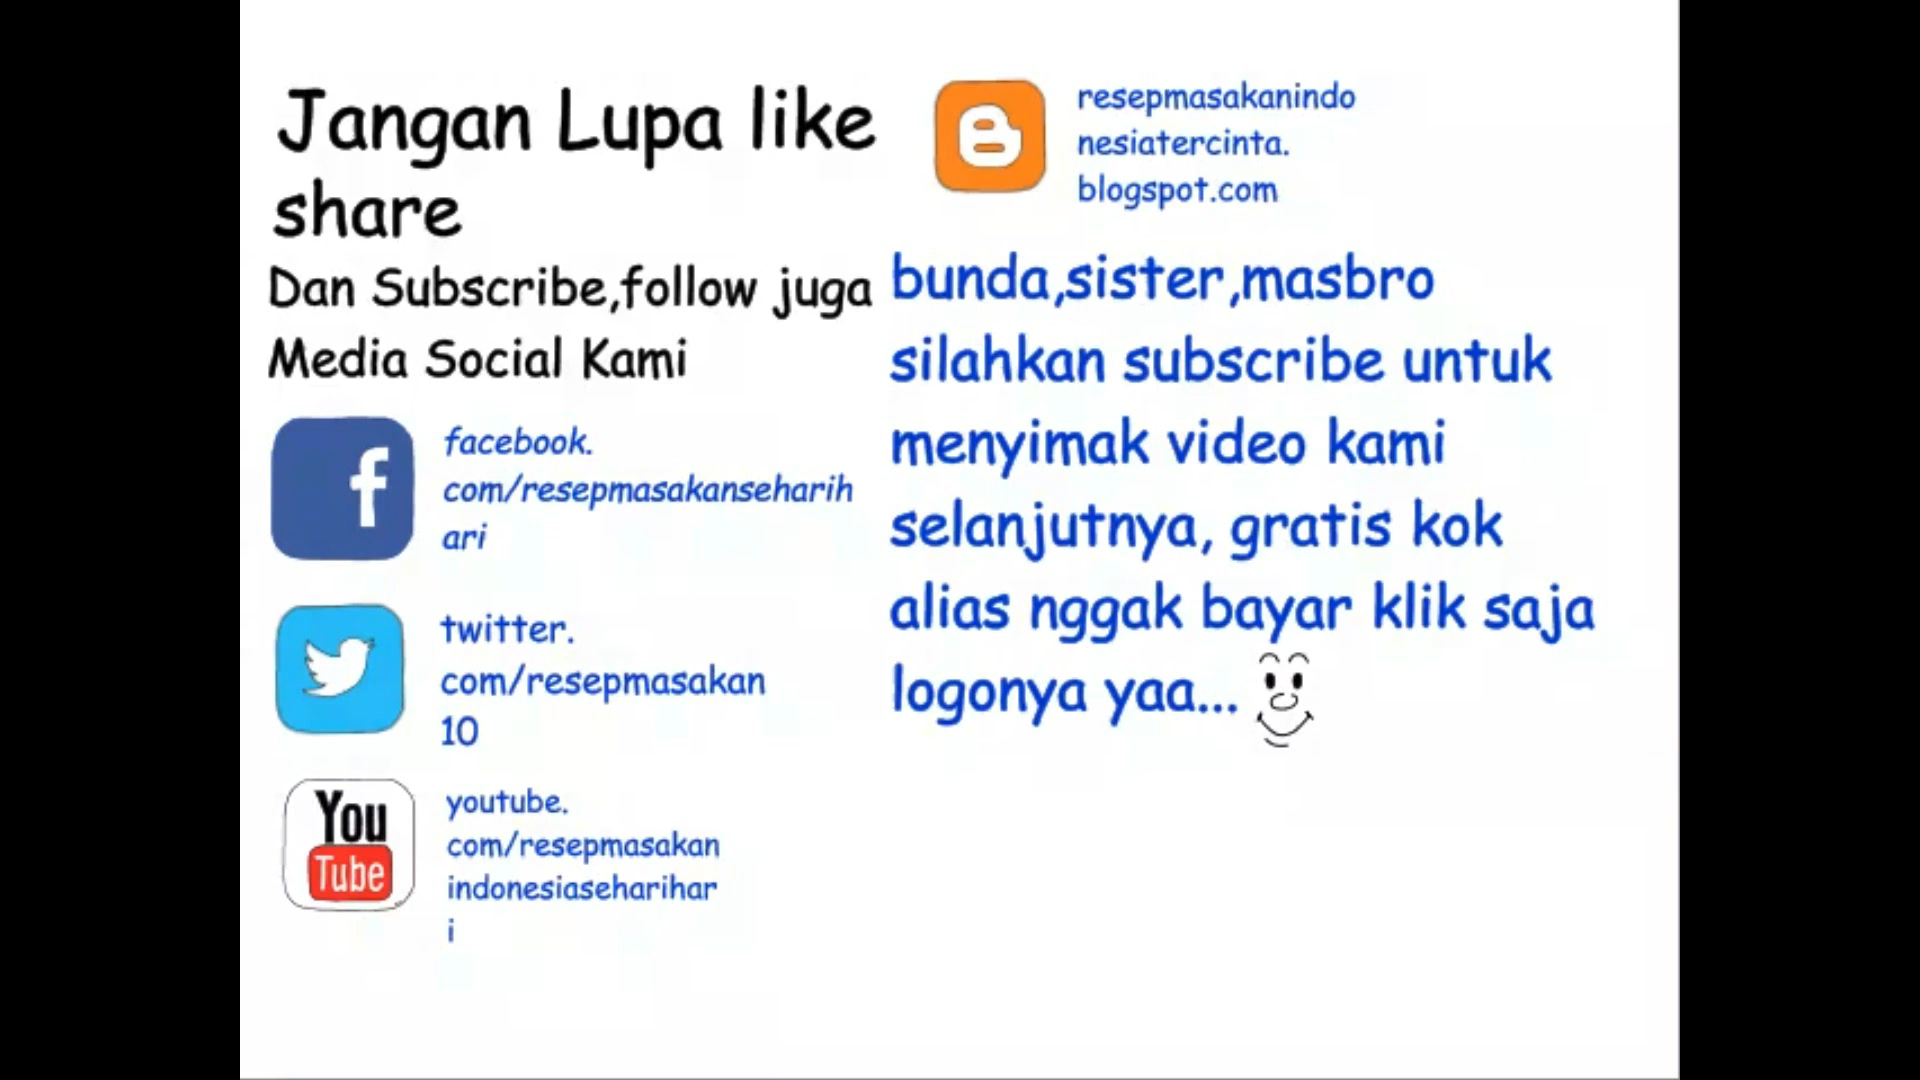 Jangan Lupa like
share
Dan Subscribe,follow juga
Media Social Kami
facebook.
com/resepmasakanseharih
ari
twitter.
com/resepmasakan
10
You
Tube
youtube.
com/resepmasakan
indonesiaseharihar
i
resepmasakanindo
nesiatercinta.
blogspot.com
bunda,sister,masbro
silahkan subscribe untuk
menyimak video kami
selanjutnya, gratis kok
alias nggak bayar klik saja
logonya yaa...